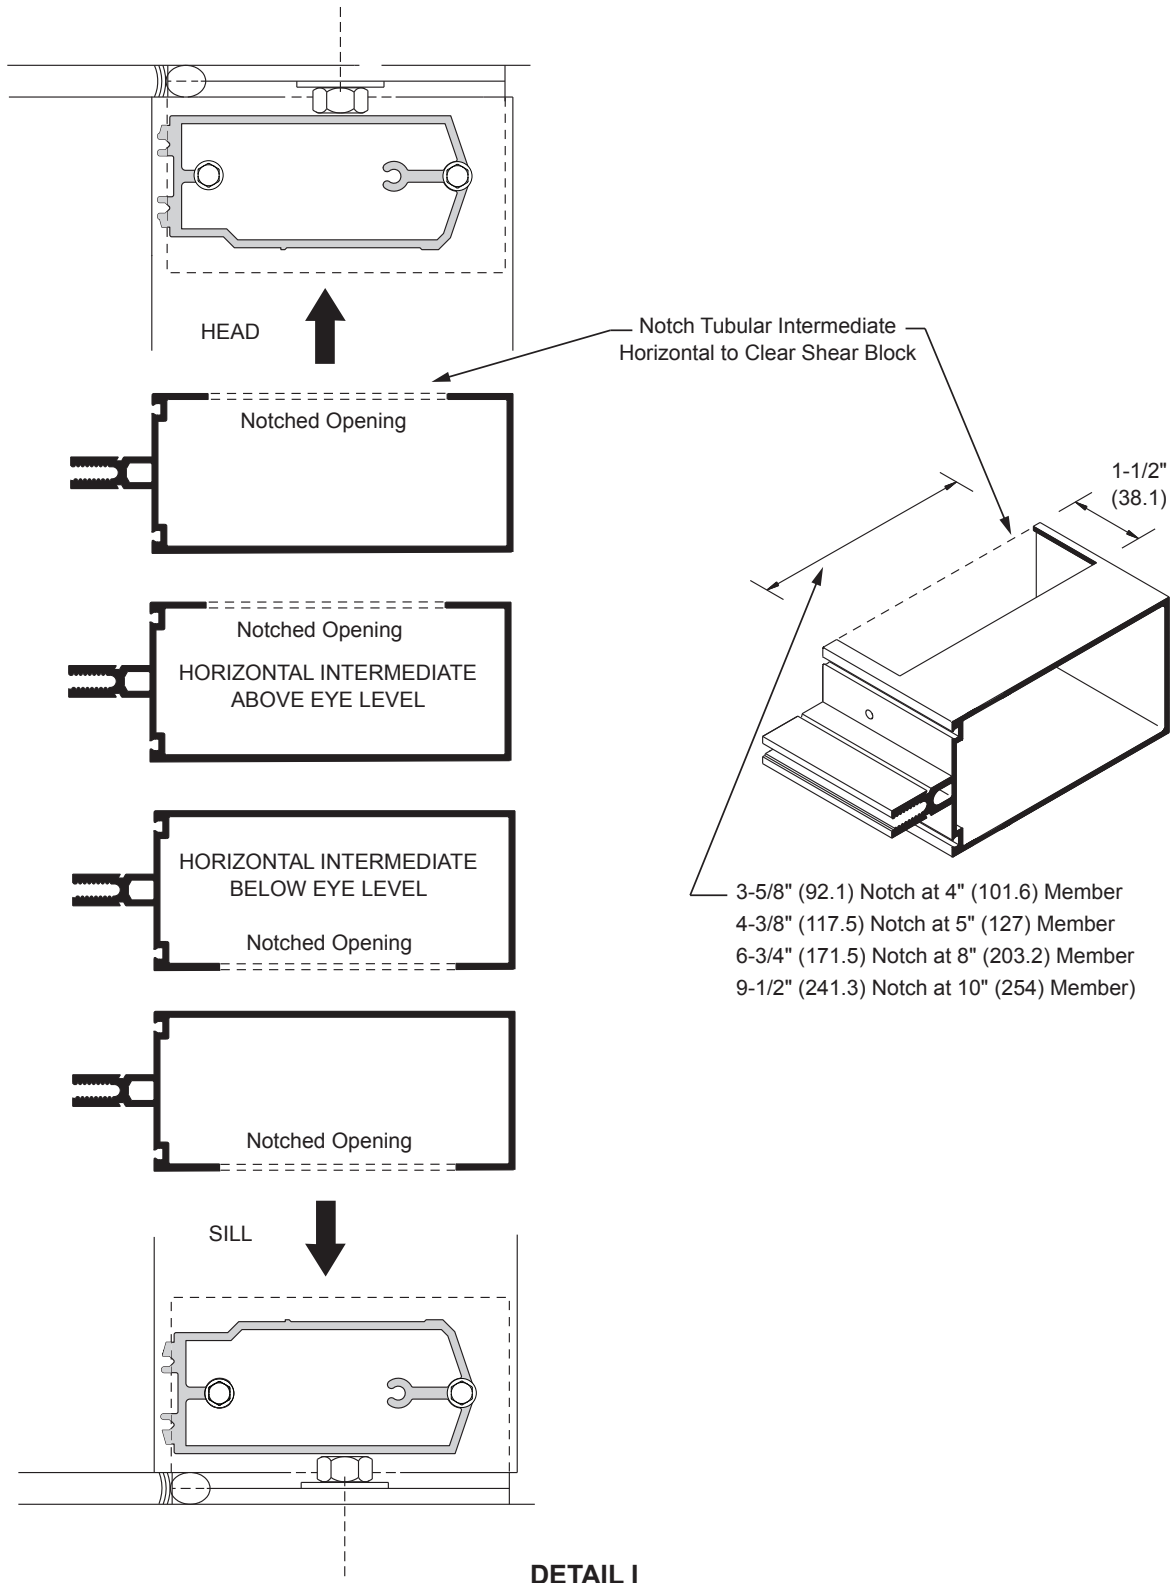 HEAD
Notch Tubular Intermediate
Horizontal to Clear Shear Block
Notched Opening
1-1/2"
(38.1)
Notched Opening
HORIZONTAL INTERMEDIATE
ABOVE EYE LEVEL
HORIZONTAL INTERMEDIATE
BELOW EYE LEVEL
Notched Opening
3-5/8" (92.1) Notch at 4" (101.6) Member
4-3/8" (117.5) Notch at 5" (127) Member
6-3/4" (171.5) Notch at 8" (203.2) Member
9-1/2" (241.3) Notch at 10" (254) Member)
Notched Opening
SILL
DETAIL I